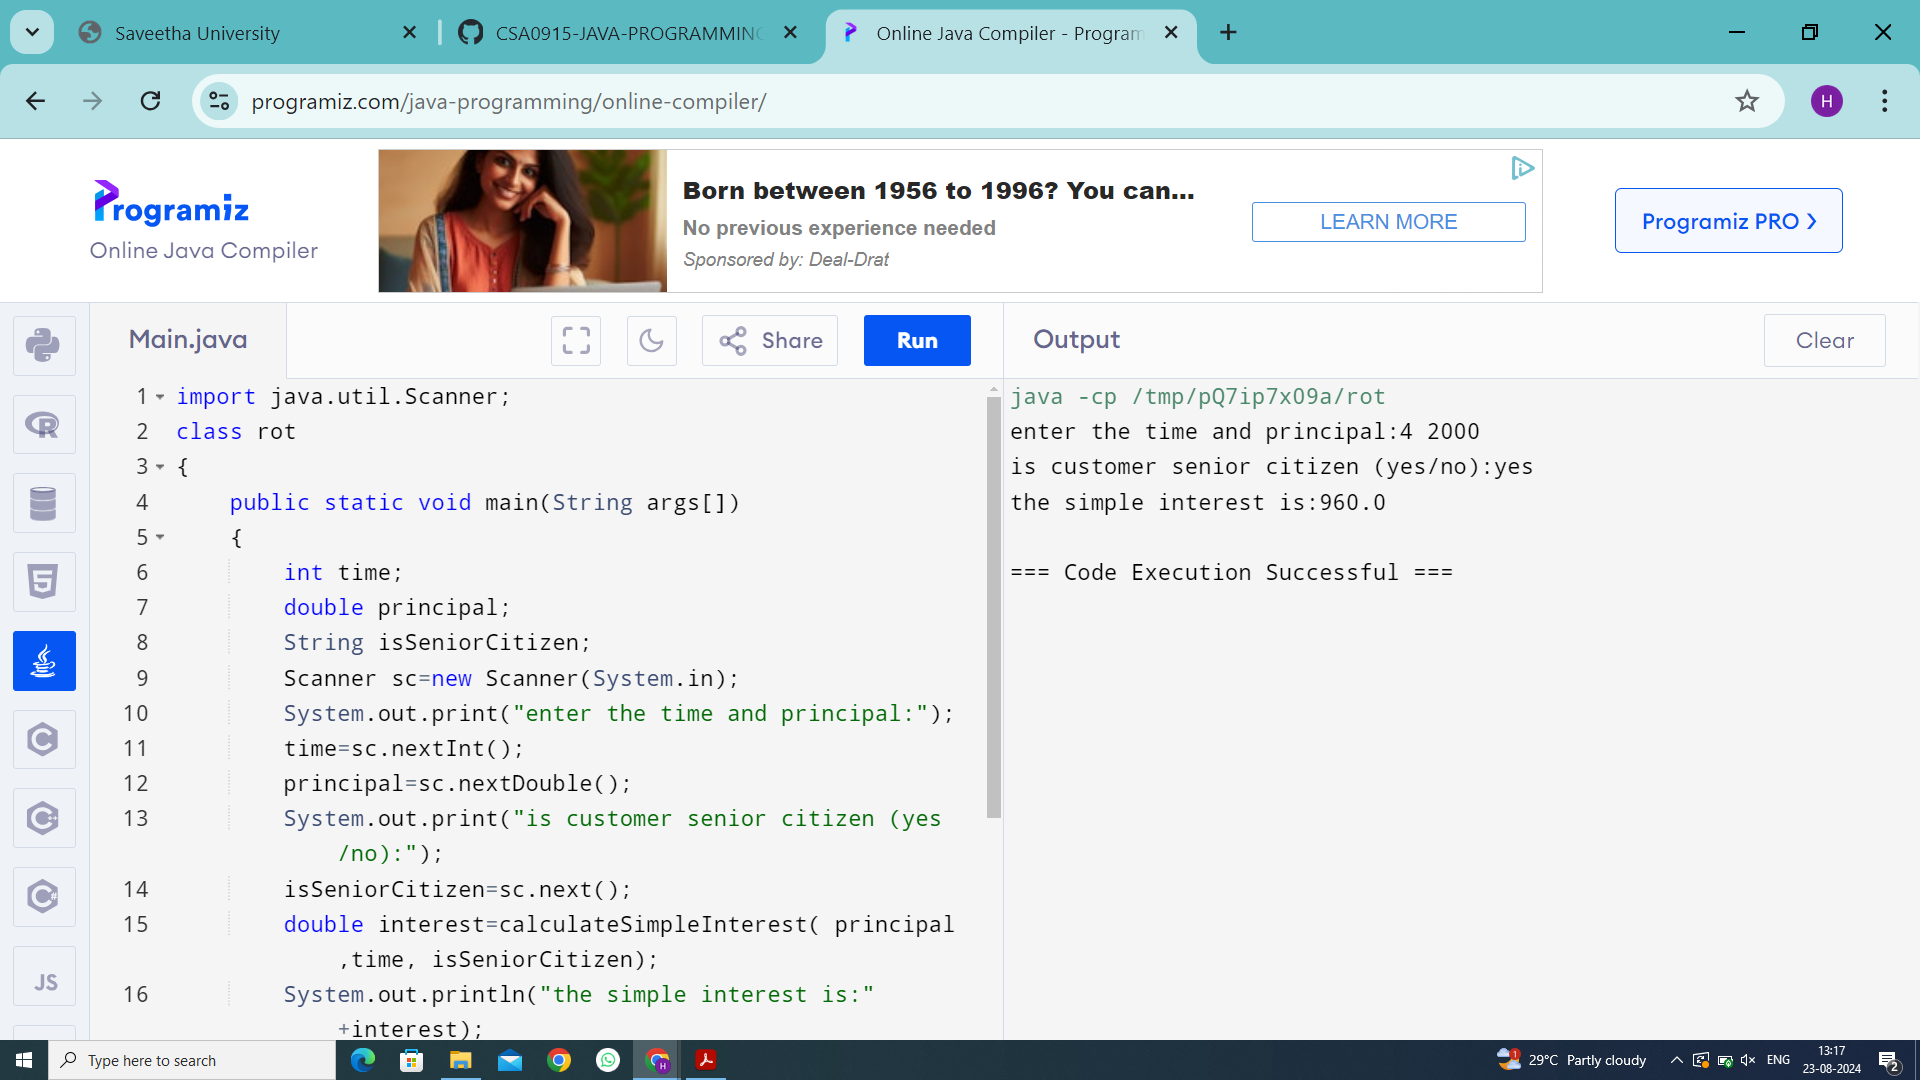 Saveetha University
CSA0915-JAVA-PROGRAMMING
Online Java Compiler - Program
programiz.com/java-programming/online-compiler/
H
Programiz
Online Java Compiler
Born between 1956 to 1996? You can...
No previous experience needed
Sponsored by: Deal-Drat
LEARN MORE
Programiz PRO >
Main.java
Share
Run
Output
Clear
1 import java.util.Scanner;
2 class rot
3 {
4 public static void main(String args[])
5 {
6 int time;
7 double principal;
8 String isSeniorCitizen;
9 Scanner sc=new Scanner(System.in);
10 System.out.print("enter the time and principal:");
11 time=sc.nextInt();
12 principal=sc.nextDouble();
13 System.out.print("is customer senior citizen (yes
/no):");
14 isSeniorCitizen=sc.next();
15 double interest=calculateSimpleInterest( principal
,time, isSeniorCitizen);
16 System.out.println("the simple interest is:"
+interest);
java -cp /tmp/pQ7ip7x09a/rot
enter the time and principal:4 2000
is customer senior citizen (yes/no):yes
the simple interest is:960.0
=== Code Execution Successful ===
JS
Type here to search
H
1
29°C Partly cloudy
ENG
13:17
23-08-2024
2